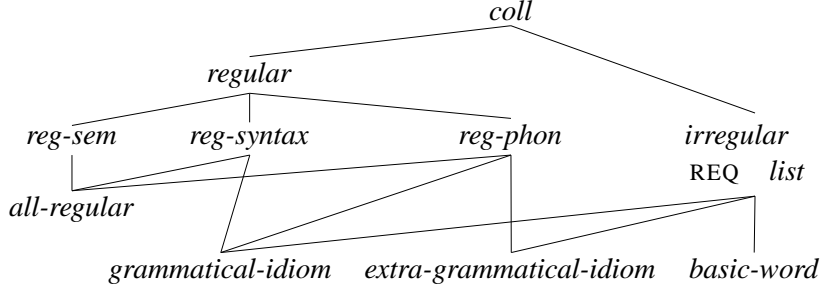 coll
regular
reg-sem reg-syntax reg-phon irregular
REQ list
all-regular
grammatical-idiom extra-grammatical-idiom basic-word